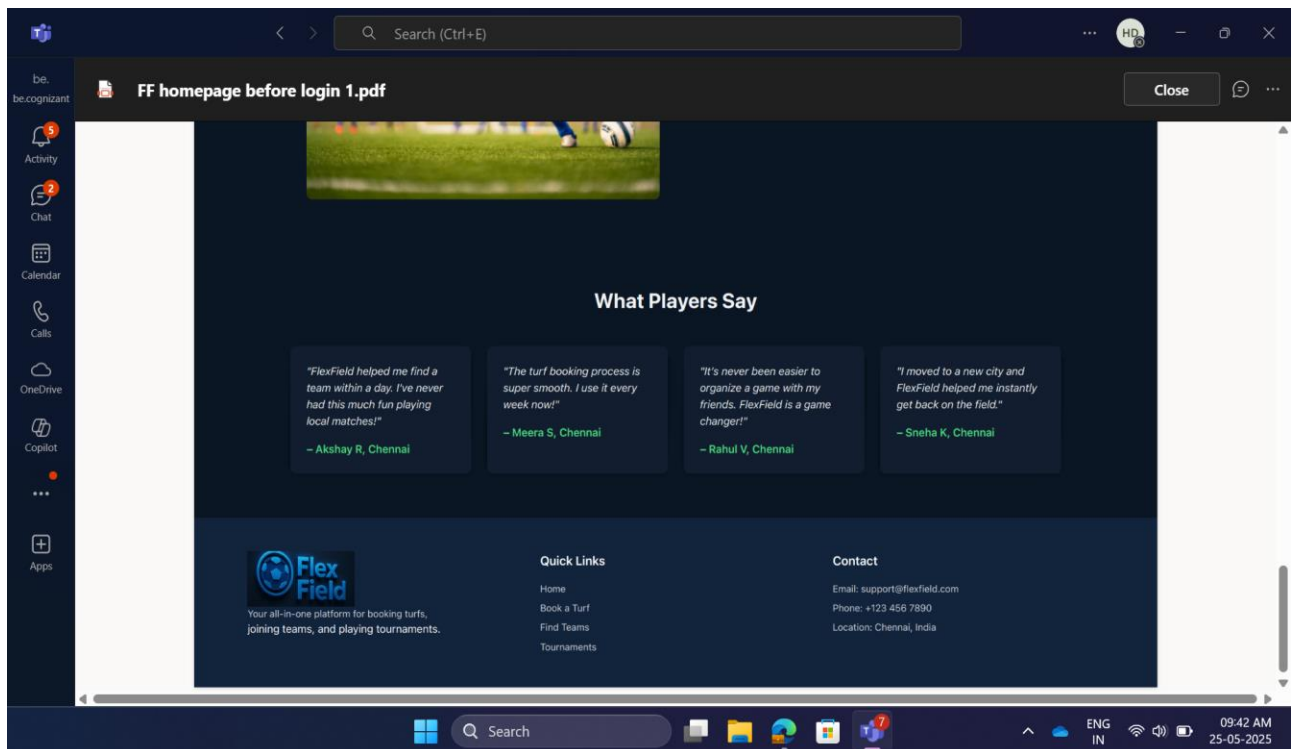 Search (Ctrl+E)
HD
be.
be.cognizant
FF homepage before login 1.pdf
Close
5
Activity
2
Chat
Calendar
Calls
OneDrive
Copilot
Apps
What Players Say
"FlexField helped me find a
team within a day. I've never
had this much fun playing
local matches!"
– Akshay R, Chennai
"The turf booking process is
super smooth. I use it every
week now!"
– Meera S, Chennai
"It's never been easier to
organize a game with my
friends. FlexField is a game
changer!"
– Rahul V, Chennai
"I moved to a new city and
FlexField helped me instantly
get back on the field."
– Sneha K, Chennai
Flex
Field
Your all-in-one platform for booking turfs,
joining teams, and playing tournaments.
Quick Links
Home
Book a Turf
Find Teams
Tournaments
Contact
Email: support@flexfield.com
Phone: +123 456 7890
Location: Chennai, India
Search
7
ENG
IN
09:42 AM
25-05-2025